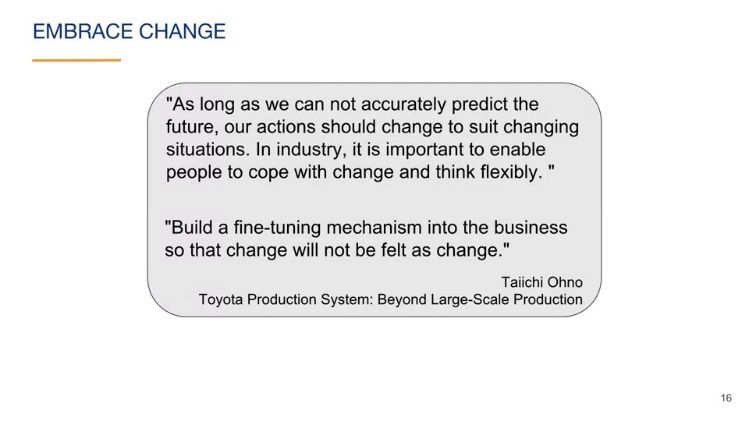 EMBRACE CHANGE
"As long as we can not accurately predict the
future, our actions should change to suit changing
situations. In industry, it is important to enable
people to cope with change and think flexibly. "
"Build a fine-tuning mechanism into the business
so that change will not be felt as change."
Taiichi Ohno
Toyota Production System: Beyond Large-Scale Production
16